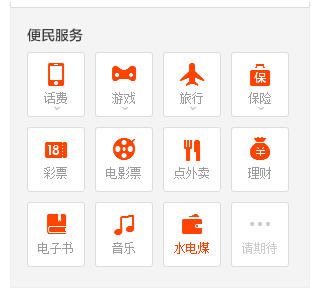 便民服务
话费 游戏 旅行 保
保险
18
彩票 电影票 点外卖 ¥
理财
电子书 音乐 水电煤 请期待